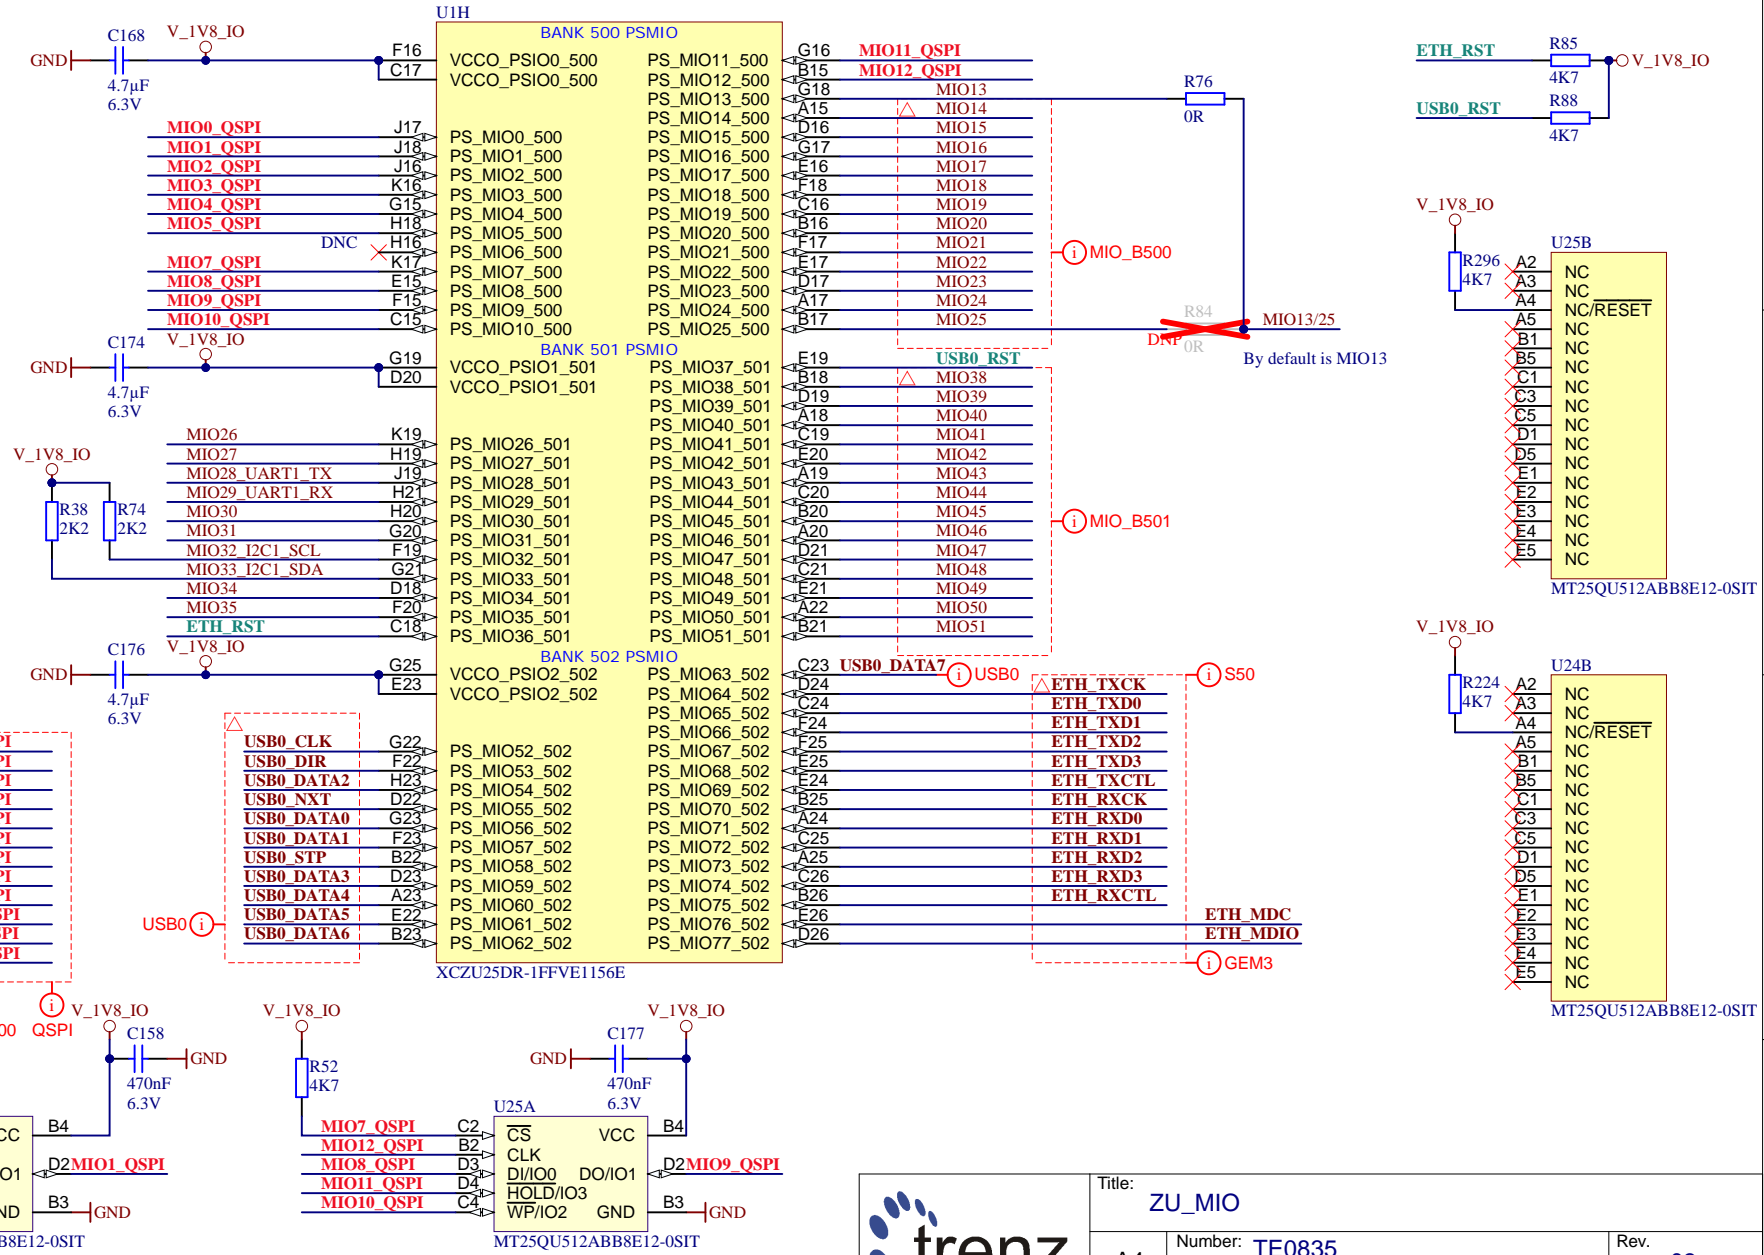 U1H
BANK 500 PSMIO
GND
C168
4.7µF
6.3V
V_1V8_IO
F16 VCCO_PSIO0_500
C17 VCCO_PSIO0_500
MIO0_QSPI J17 PS_MIO0_500
MIO1_QSPI J18 PS_MIO1_500
MIO2_QSPI J16 PS_MIO2_500
MIO3_QSPI K16 PS_MIO3_500
MIO4_QSPI G15 PS_MIO4_500
MIO5_QSPI H18 PS_MIO5_500
DNC H16 PS_MIO6_500
MIO7_QSPI K17 PS_MIO7_500
MIO8_QSPI E15 PS_MIO8_500
MIO9_QSPI F15 PS_MIO9_500
MIO10_QSPI C15 PS_MIO10_500
PS_MIO11_500 G16 MIO11_QSPI
PS_MIO12_500 B15 MIO12_QSPI
PS_MIO13_500 G18 MIO13
PS_MIO14_500 A15 MIO14
PS_MIO15_500 D16 MIO15
PS_MIO16_500 G17 MIO16
PS_MIO17_500 E16 MIO17
PS_MIO18_500 F18 MIO18
PS_MIO19_500 C16 MIO19
PS_MIO20_500 B16 MIO20
PS_MIO21_500 F17 MIO21
PS_MIO22_500 E17 MIO22
PS_MIO23_500 D17 MIO23
PS_MIO24_500 A17 MIO24
PS_MIO25_500 B17 MIO25
i MIO_B500
R76
0R
R84
DNP 0R
MIO13/25
By default is MIO13
BANK 501 PSMIO
GND
C174
4.7µF
6.3V
V_1V8_IO
G19 VCCO_PSIO1_501
D20 VCCO_PSIO1_501
V_1V8_IO
R38
2K2
R74
2K2
MIO26 K19 PS_MIO26_501
MIO27 H19 PS_MIO27_501
MIO28_UART1_TX J19 PS_MIO28_501
MIO29_UART1_RX H21 PS_MIO29_501
MIO30 H20 PS_MIO30_501
MIO31 G20 PS_MIO31_501
MIO32_I2C1_SCL F19 PS_MIO32_501
MIO33_I2C1_SDA G21 PS_MIO33_501
MIO34 D18 PS_MIO34_501
MIO35 F20 PS_MIO35_501
ETH_RST C18 PS_MIO36_501
PS_MIO37_501 E19 USB0_RST
PS_MIO38_501 B18 MIO38
PS_MIO39_501 D19 MIO39
PS_MIO40_501 A18 MIO40
PS_MIO41_501 C19 MIO41
PS_MIO42_501 E20 MIO42
PS_MIO43_501 A19 MIO43
PS_MIO44_501 C20 MIO44
PS_MIO45_501 B20 MIO45
PS_MIO46_501 A20 MIO46
PS_MIO47_501 D21 MIO47
PS_MIO48_501 C21 MIO48
PS_MIO49_501 E21 MIO49
PS_MIO50_501 A22 MIO50
PS_MIO51_501 B21 MIO51
i MIO_B501
BANK 502 PSMIO
GND
C176
4.7µF
6.3V
V_1V8_IO
G25 VCCO_PSIO2_502
E23 VCCO_PSIO2_502
USB0_CLK G22 PS_MIO52_502
USB0_DIR F22 PS_MIO53_502
USB0_DATA2 H23 PS_MIO54_502
USB0_NXT D22 PS_MIO55_502
USB0_DATA0 G23 PS_MIO56_502
USB0_DATA1 F23 PS_MIO57_502
USB0_STP B22 PS_MIO58_502
USB0_DATA3 D23 PS_MIO59_502
USB0_DATA4 A23 PS_MIO60_502
USB0_DATA5 E22 PS_MIO61_502
USB0_DATA6 B23 PS_MIO62_502
USB0 i
PS_MIO63_502 C23 USB0_DATA7 i USB0
PS_MIO64_502 D24 ETH_TXCK
PS_MIO65_502 C24 ETH_TXD0
PS_MIO66_502 F24 ETH_TXD1
PS_MIO67_502 F25 ETH_TXD2
PS_MIO68_502 E25 ETH_TXD3
PS_MIO69_502 E24 ETH_TXCTL
PS_MIO70_502 B25 ETH_RXCK
PS_MIO71_502 A24 ETH_RXD0
PS_MIO72_502 C25 ETH_RXD1
PS_MIO73_502 A25 ETH_RXD2
PS_MIO74_502 C26 ETH_RXD3
PS_MIO75_502 B26 ETH_RXCTL
PS_MIO76_502 E26 ETH_MDC
PS_MIO77_502 D26 ETH_MDIO
i S50
i GEM3
XCZU25DR-1FFVE1156E
ETH_RST R85 4K7 V_1V8_IO
USB0_RST R88 4K7
V_1V8_IO
R296
4K7
U25B
A2 NC
A3 NC
A4 NC/RESET
A5 NC
B1 NC
B5 NC
C1 NC
C3 NC
C5 NC
D1 NC
D5 NC
E1 NC
E2 NC
E3 NC
E4 NC
E5 NC
MT25QU512ABB8E12-0SIT
V_1V8_IO
R224
4K7
U24B
A2 NC
A3 NC
A4 NC/RESET
A5 NC
B1 NC
B5 NC
C1 NC
C3 NC
C5 NC
D1 NC
D5 NC
E1 NC
E2 NC
E3 NC
E4 NC
E5 NC
MT25QU512ABB8E12-0SIT
PI
PI
PI
PI
PI
PI
PI
PI
PI
SPI
PI
SPI
i
00 QSPI
V_1V8_IO
C158
470nF
6.3V
GND
CC B4
O1 D2 MIO1_QSPI
ND B3 GND
B8E12-0SIT
V_1V8_IO
R52
4K7
GND
C177
470nF
6.3V
V_1V8_IO
U25A
MIO7_QSPI C2 CS VCC B4
MIO12_QSPI B2 CLK
MIO8_QSPI D3 DI/IO0 DO/IO1 D2 MIO9_QSPI
MIO11_QSPI D4 HOLD/IO3
MIO10_QSPI C4 WP/IO2 GND B3 GND
MT25QU512ABB8E12-0SIT
trenz
Title:
ZU_MIO
Number: TE0835
Rev.